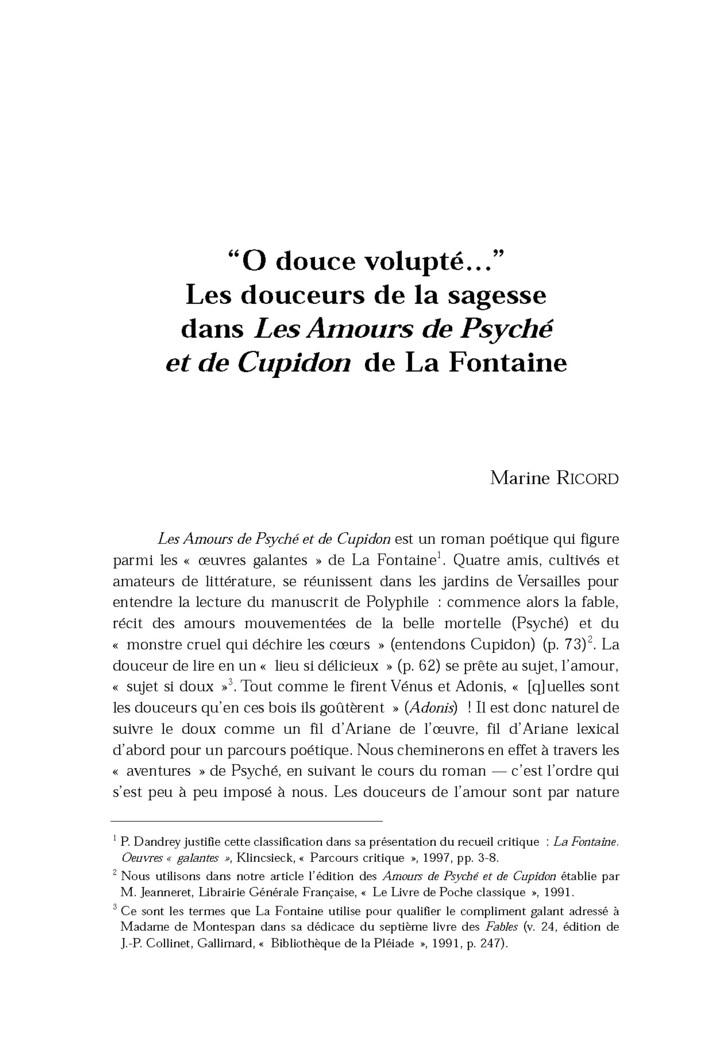 “O douce volupté…”
Les douceurs de la sagesse
dans Les Amours de Psyché
et de Cupidon de La Fontaine
Marine RICORD
Les Amours de Psyché et de Cupidon est un roman poétique qui figure
parmi les « œuvres galantes » de La Fontaine1. Quatre amis, cultivés et
amateurs de littérature, se réunissent dans les jardins de Versailles pour
entendre la lecture du manuscrit de Polyphile : commence alors la fable,
récit des amours mouvementées de la belle mortelle (Psyché) et du
« monstre cruel qui déchire les cœurs » (entendons Cupidon) (p. 73)2. La
douceur de lire en un « lieu si délicieux » (p. 62) se prête au sujet, l’amour,
« sujet si doux »3. Tout comme le firent Vénus et Adonis, « [q]uelles sont
les douceurs qu’en ces bois ils goûtèrent » (Adonis) ! Il est donc naturel de
suivre le doux comme un fil d’Ariane de l’œuvre, fil d’Ariane lexical
d’abord pour un parcours poétique. Nous cheminerons en effet à travers les
« aventures » de Psyché, en suivant le cours du roman — c’est l’ordre qui
s’est peu à peu imposé à nous. Les douceurs de l’amour sont par nature
1 P. Dandrey justifie cette classification dans sa présentation du recueil critique : La Fontaine.
Oeuvres « galantes », Klincsieck, « Parcours critique », 1997, pp. 3-8.
2 Nous utilisons dans notre article l’édition des Amours de Psyché et de Cupidon établie par
M. Jeanneret, Librairie Générale Française, « Le Livre de Poche classique », 1991.
3 Ce sont les termes que La Fontaine utilise pour qualifier le compliment galant adressé à
Madame de Montespan dans sa dédicace du septième livre des Fables (v. 24, édition de
J.-P. Collinet, Gallimard, « Bibliothèque de la Pléiade », 1991, p. 247).